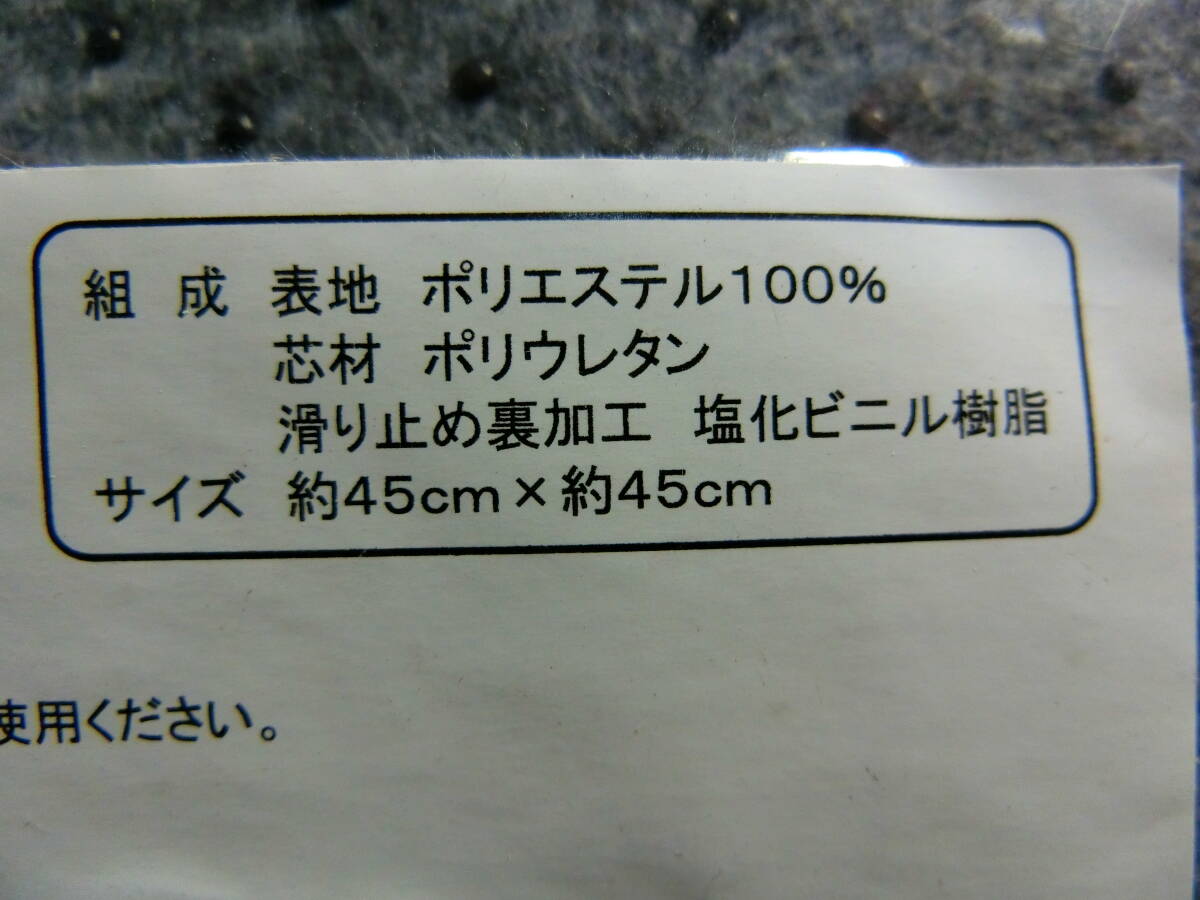 組　成　表地　ポリエステル100%
芯材　ポリウレタン
滑り止め裏加工　塩化ビニル樹脂
サイズ　約45cm×約45cm
使用ください。